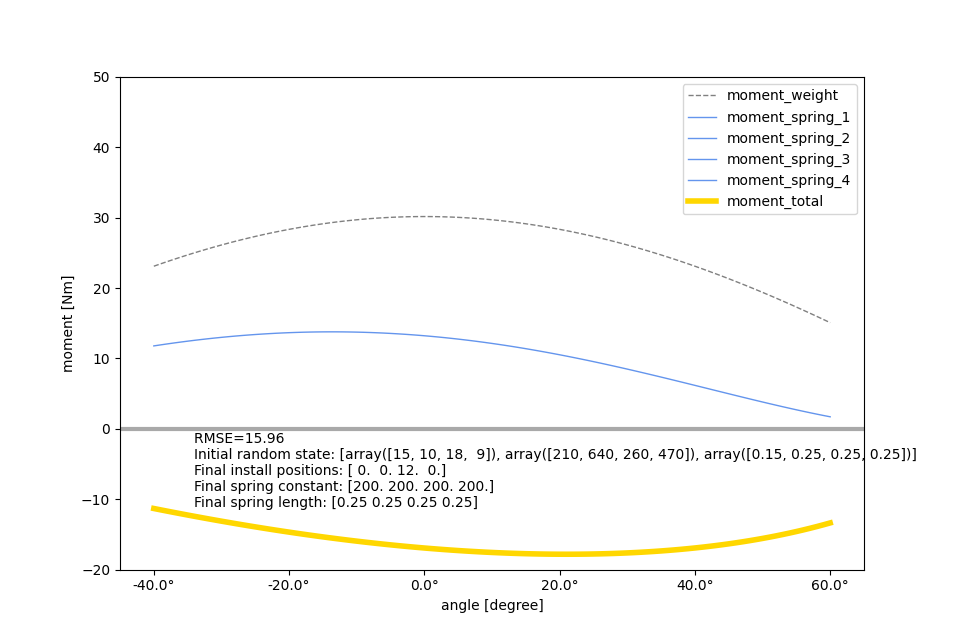 50
40
30
20
10
0
−10
−20
moment [Nm]
moment_weight
moment_spring_1
moment_spring_2
moment_spring_3
moment_spring_4
moment_total
RMSE=15.96
Initial random state: [array([15, 10, 18,  9]), array([210, 640, 260, 470]), array([0.15, 0.25, 0.25, 0.25])]
Final install positions: [ 0.  0. 12.  0.]
Final spring constant: [200. 200. 200. 200.]
Final spring length: [0.25 0.25 0.25 0.25]
-40.0° -20.0° 0.0° 20.0° 40.0° 60.0°
angle [degree]